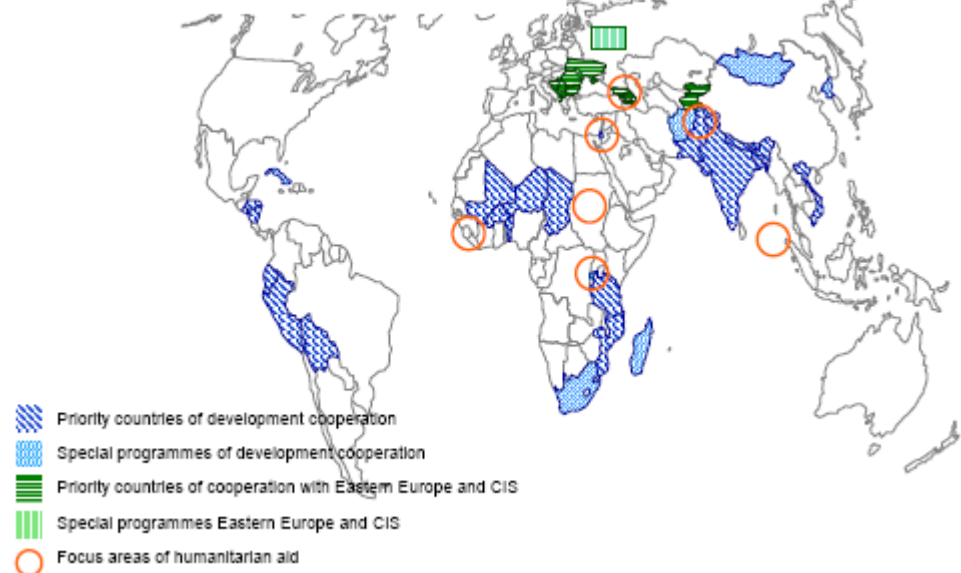 Priority countries of development cooperation
Special programmes of development cooperation
Priority countries of cooperation with Eastern Europe and CIS
Special programmes Eastern Europe and CIS
Focus areas of humanitarian aid